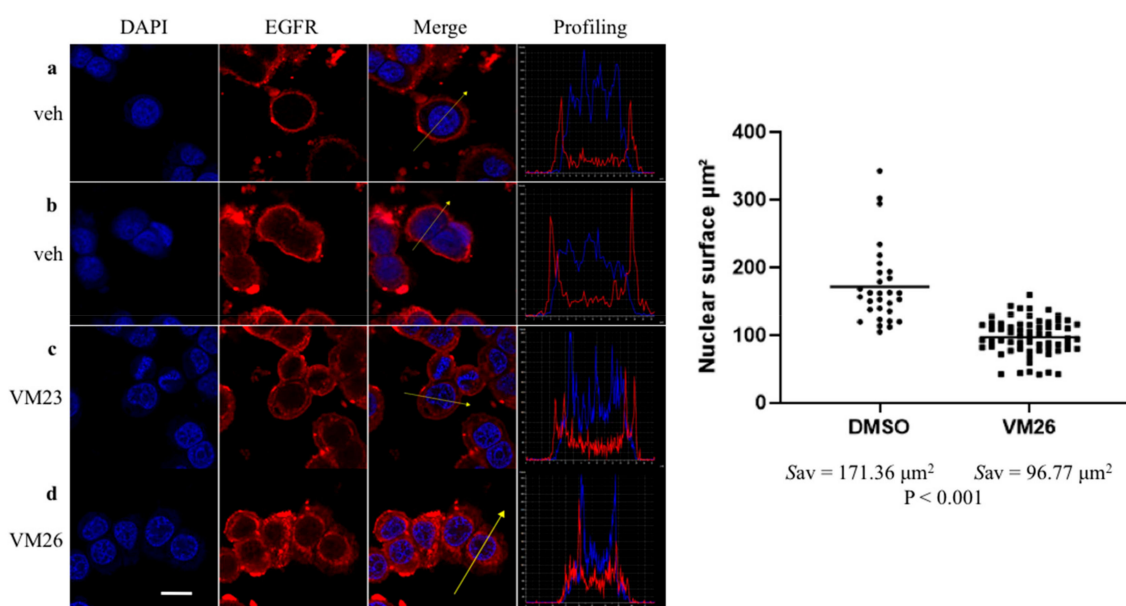 DAPI EGFR Merge Profiling
a
veh
b
veh
c
VM23
d
VM26
Nuclear surface µm²
400
300
200
100
0
DMSO VM26
Sav = 171.36 µm² Sav = 96.77 µm²
P < 0.001